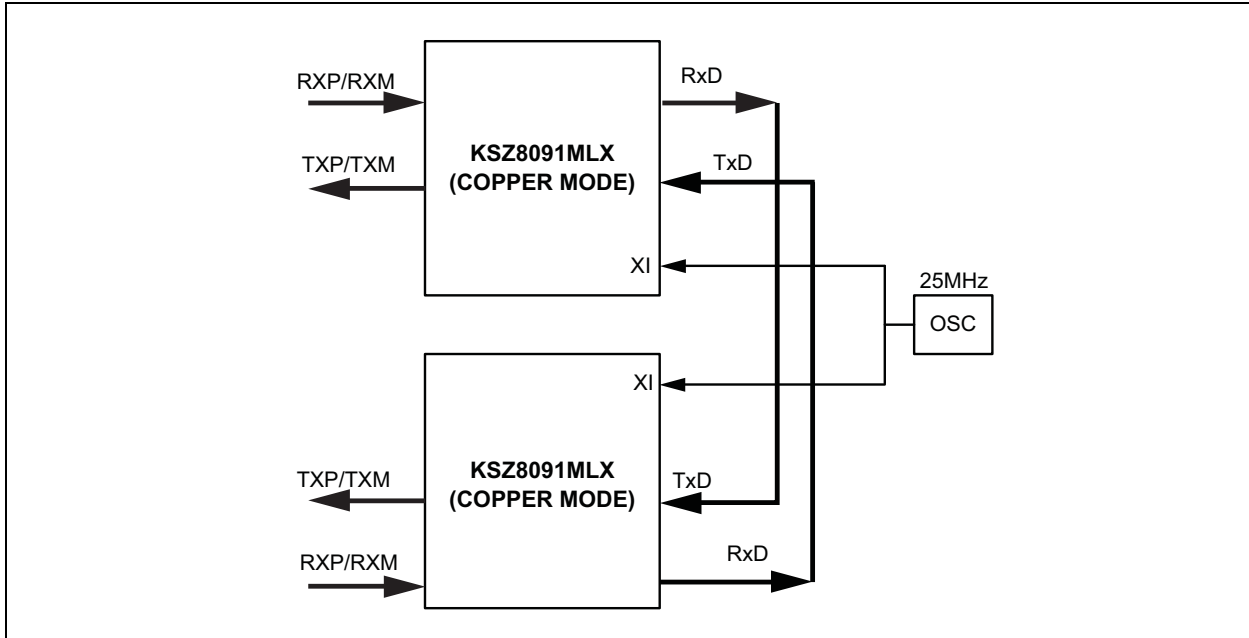 RXP/RXM
RxD
KSZ8091MLX
(COPPER MODE)
TXP/TXM
TxD
XI
25MHz
OSC
XI
KSZ8091MLX
(COPPER MODE)
TXP/TXM
TxD
RXP/RXM
RxD